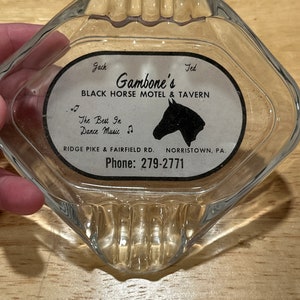 Jack Ted
Gambone's
BLACK HORSE MOTEL & TAVERN
The Best In
Dance Music
RIDGE PIKE & FAIRFIELD RD. NORRISTOWN, PA.
Phone: 279-2771